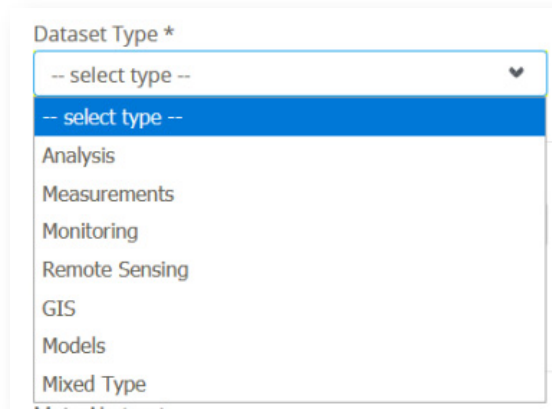 Dataset Type *
-- select type --
-- select type --
Analysis
Measurements
Monitoring
Remote Sensing
GIS
Models
Mixed Type